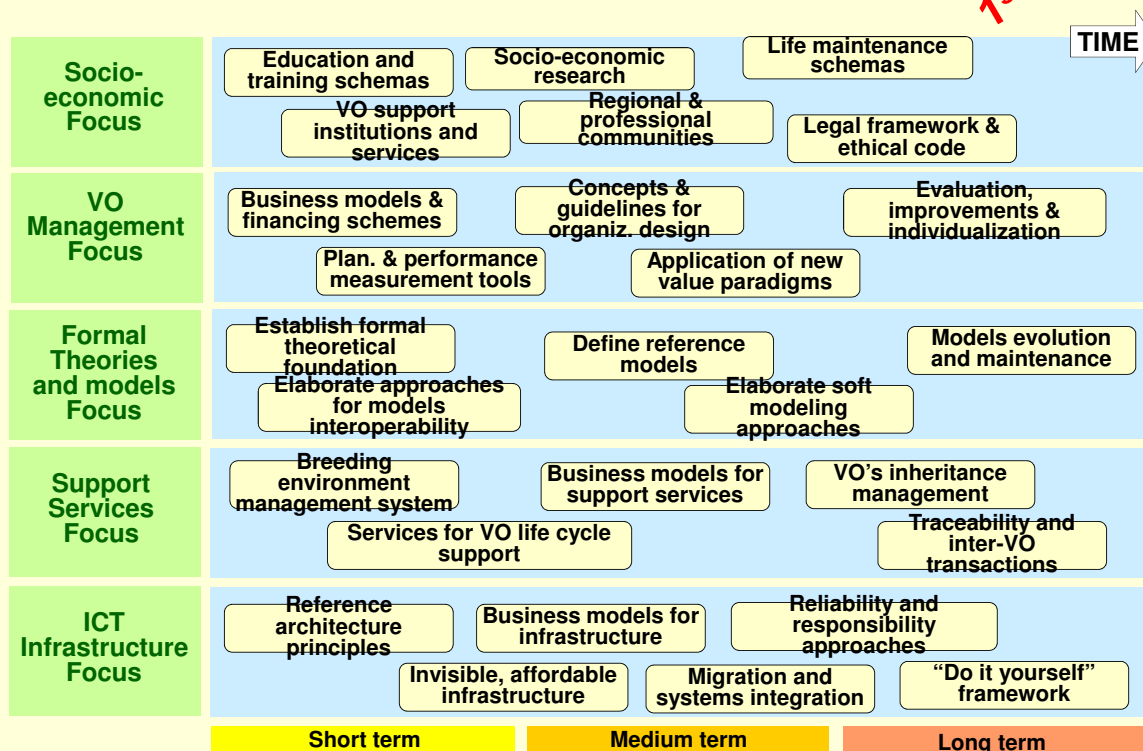 TIME
Socio-
economic
Focus
Education and
training schemas
Socio-economic
research
Life maintenance
schemas
VO support
institutions and
services
Regional &
professional
communities
Legal framework &
ethical code
VO
Management
Focus
Business models &
financing schemes
Concepts &
guidelines for
organiz. design
Evaluation,
improvements &
individualization
Plan. & performance
measurement tools
Application of new
value paradigms
Formal
Theories
and models
Focus
Establish formal
theoretical
foundation
Define reference
models
Models evolution
and maintenance
Elaborate approaches
for models
interoperability
Elaborate soft
modeling
approaches
Support
Services
Focus
Breeding
environment
management system
Business models for
support services
VO's inheritance
management
Services for VO life cycle
support
Traceability and
inter-VO
transactions
ICT
Infrastructure
Focus
Reference
architecture
principles
Business models for
infrastructure
Reliability and
responsibility
approaches
Invisible, affordable
infrastructure
Migration and
systems integration
“Do it yourself”
framework
Short term
Medium term
Long term